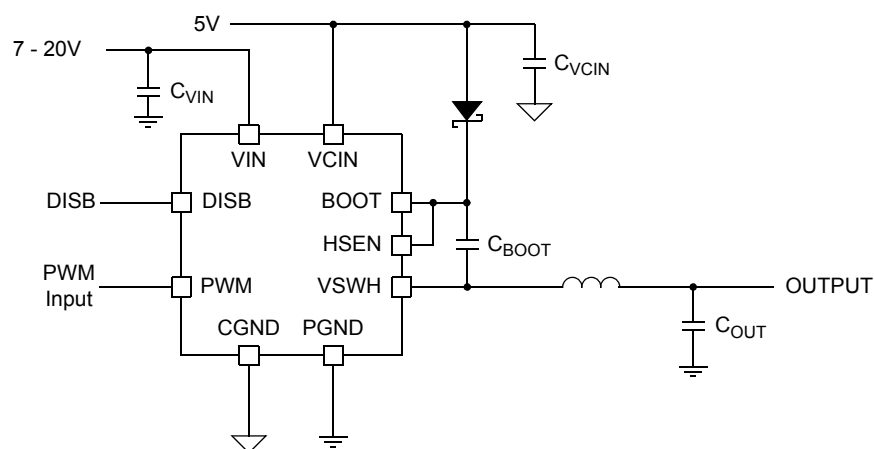 5V
7 - 20V
CVCIN
CVIN
VIN
VCIN
DISB
DISB
BOOT
HSEN
CBOOT
PWM
Input
PWM
VSWH
OUTPUT
CGND
PGND
COUT